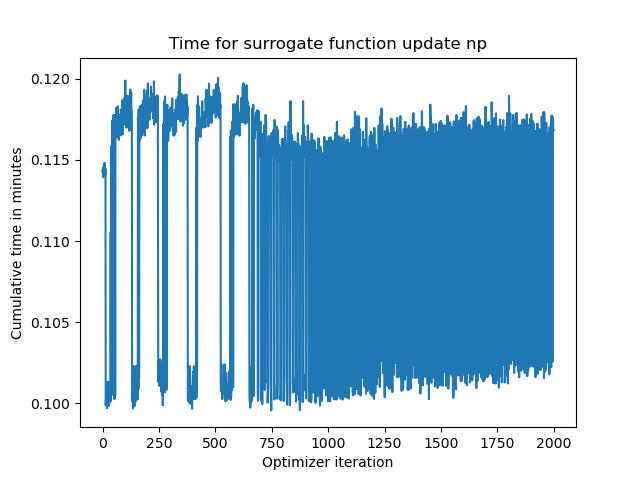 Time for surrogate function update np
0.120
0.115
0.110
0.105
0.100
Cumulative time in minutes
0 250 500 750 1000 1250 1500 1750 2000
Optimizer iteration